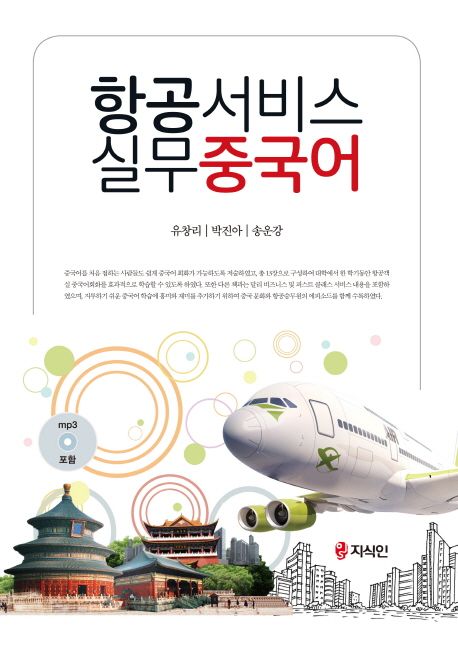 항공서비스
실무중국어
유창리 | 박진아 | 송운강
중국어를 처음 접하는 사람들도 쉽게 중국어 회화가 가능하도록 저술하였고, 총 15장으로 구성하여 대학에서 한 학기동안 항공객
실 중국어회화를 효과적으로 학습할 수 있도록 하였다. 또한 다른 책과는 달리 비즈니스 및 퍼스트 클래스 서비스 내용을 포함하
였으며, 지루하기 쉬운 중국어 학습에 흥미와 재미를 추가하기 위하여 중국 문화와 항공승무원의 에피소드를 함께 수록하였다.
mp3
포함
AIR
지식인